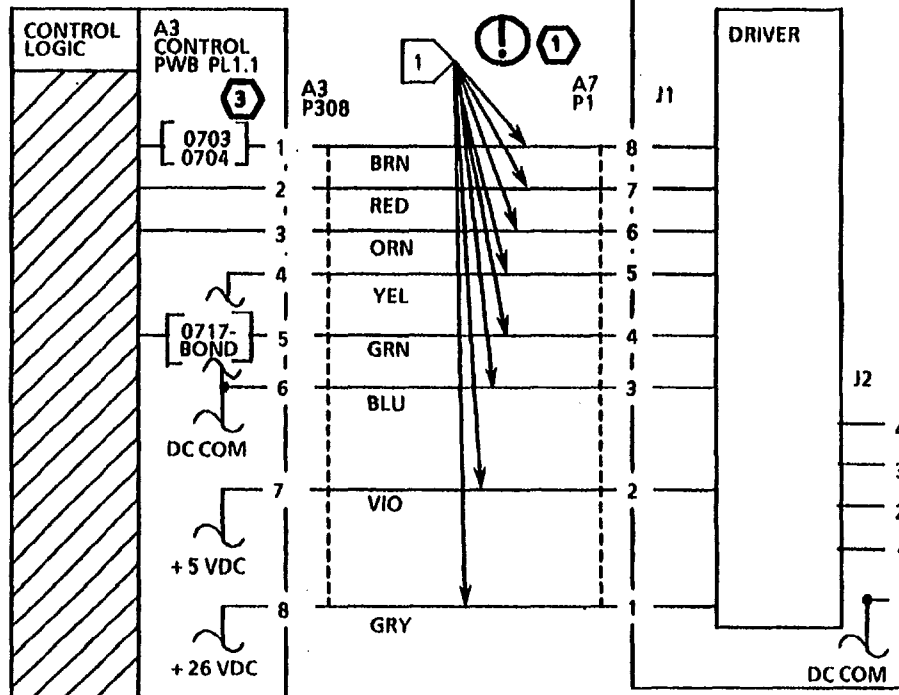 CONTROL
LOGIC
A3
CONTROL
PWB PL1.1
3
A3
P308
1
!
1
A7
P1
J1
DRIVER
0703
0704
1
BRN
8
2
RED
7
3
ORN
6
4
YEL
5
0717-
BOND
5
GRN
4
6
BLU
3
DC COM
J2
3
2
7
VIO
2
+5 VDC
8
GRY
1
+26 VDC
DC COM